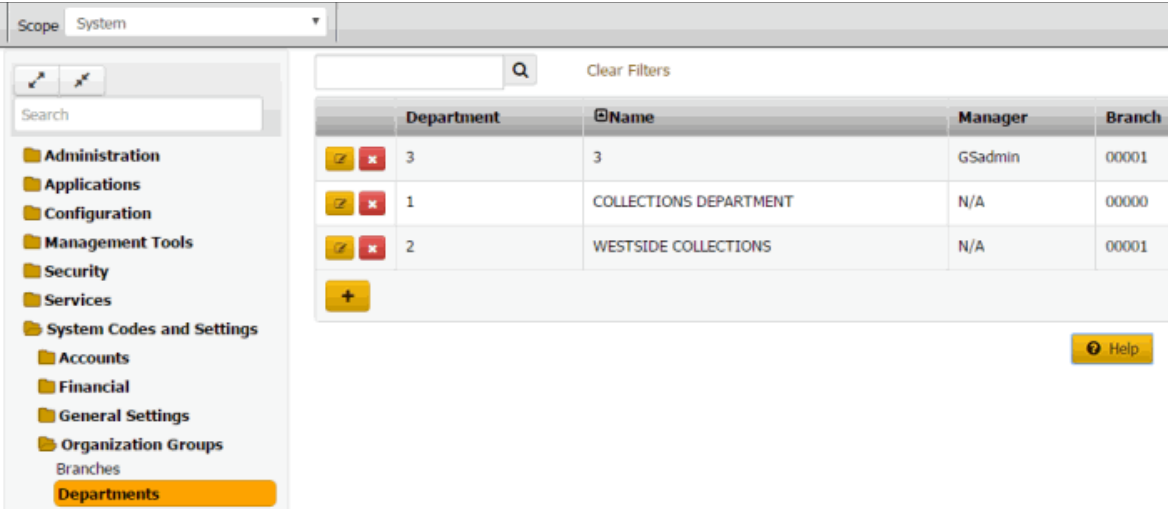 Scope System
Clear Filters
Search
Department Name Manager Branch
3 3 GSadmin 00001
1 COLLECTIONS DEPARTMENT N/A 00000
2 WESTSIDE COLLECTIONS N/A 00001
Help
Administration
Applications
Configuration
Management Tools
Security
Services
System Codes and Settings
Accounts
Financial
General Settings
Organization Groups
Branches
Departments